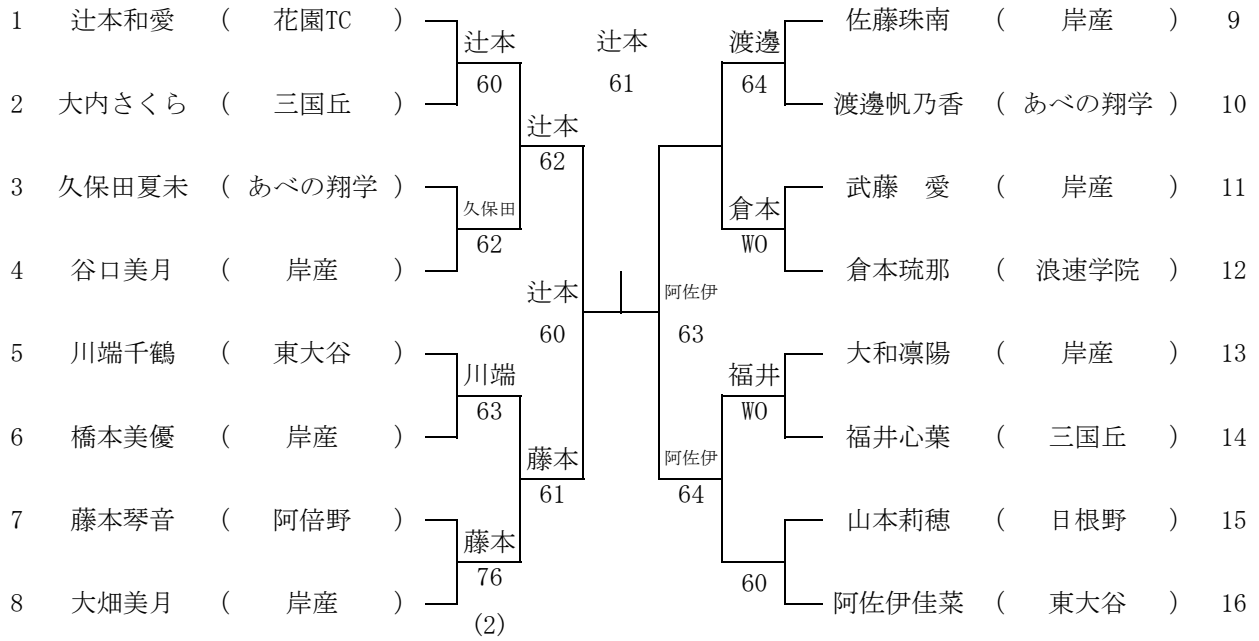 1 辻本和愛 ( 花園TC )
2 大内さくら ( 三国丘 )
3 久保田夏未 ( あべの翔学 )
4 谷口美月 ( 岸産 )
5 川端千鶴 ( 東大谷 )
6 橋本美優 ( 岸産 )
7 藤本琴音 ( 阿倍野 )
8 大畑美月 ( 岸産 )
辻本
60
久保田
62
川端
63
藤本
76
(2)
辻本
62
藤本
61
辻本
60
辻本
61
阿佐伊
63
阿佐伊
64
渡邊
64
倉本
WO
福井
WO
60
佐藤珠南 ( 岸産 ) 9
渡邊帆乃香 ( あべの翔学 ) 10
武藤 愛 ( 岸産 ) 11
倉本琉那 ( 浪速学院 ) 12
大和凛陽 ( 岸産 ) 13
福井心葉 ( 三国丘 ) 14
山本莉穂 ( 日根野 ) 15
阿佐伊佳菜 ( 東大谷 ) 16